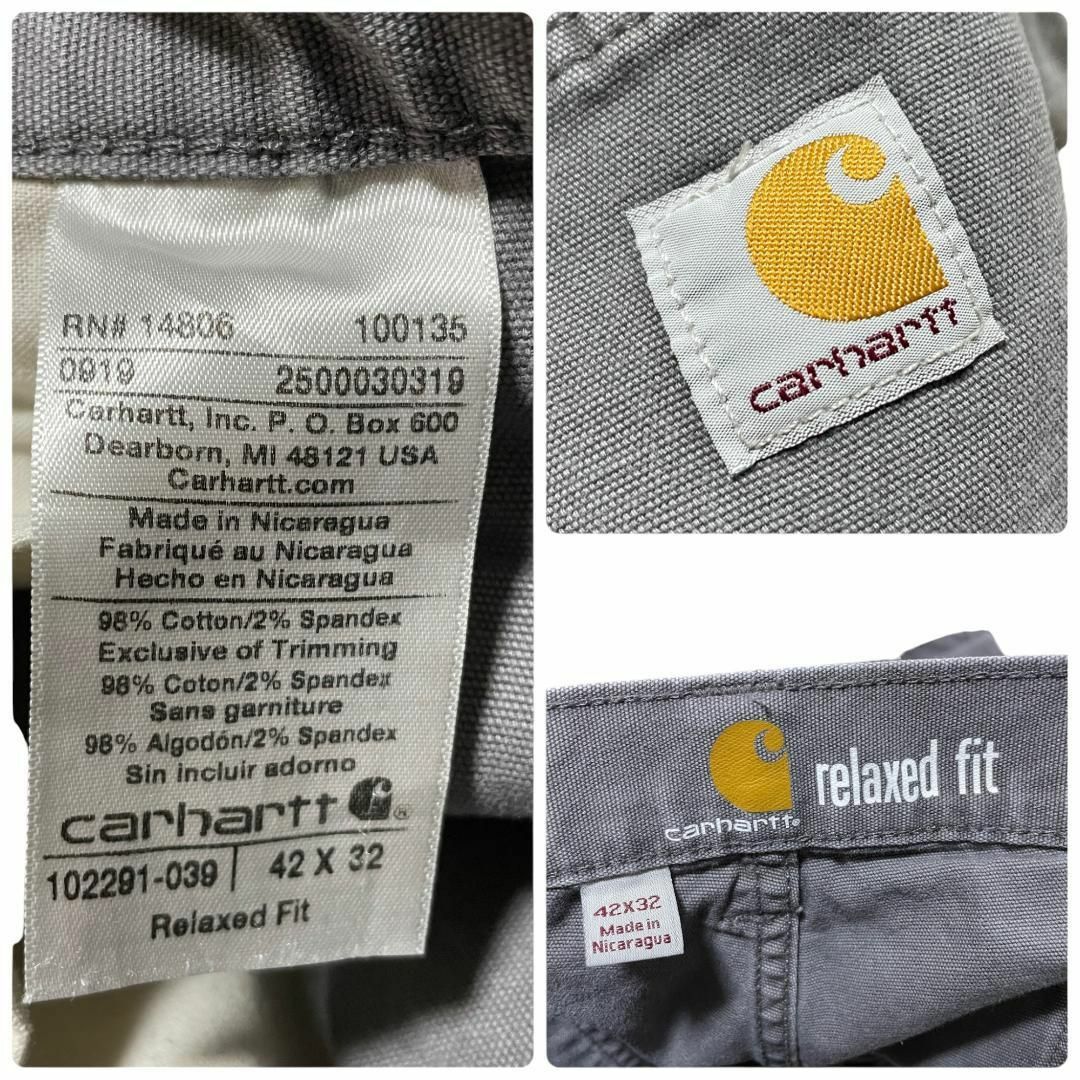 RN# 14806 100135
0919 2500030319
Carhartt, Inc. P. O. Box 600
Dearborn, MI 48121 USA
Carhartt.com
Made in Nicaragua
Fabriqué au Nicaragua
Hecho en Nicaragua
98% Cotton/2% Spandex
Exclusive of Trimming
98% Coton/2% Spandex
Sans garniture
98% Algodón/2% Spandex
Sin incluir adorno
carhartt ®
102291-039 42 X 32
Relaxed Fit
carhartt
relaxed fit
carhartt®
42X32
Made in
Nicaragua